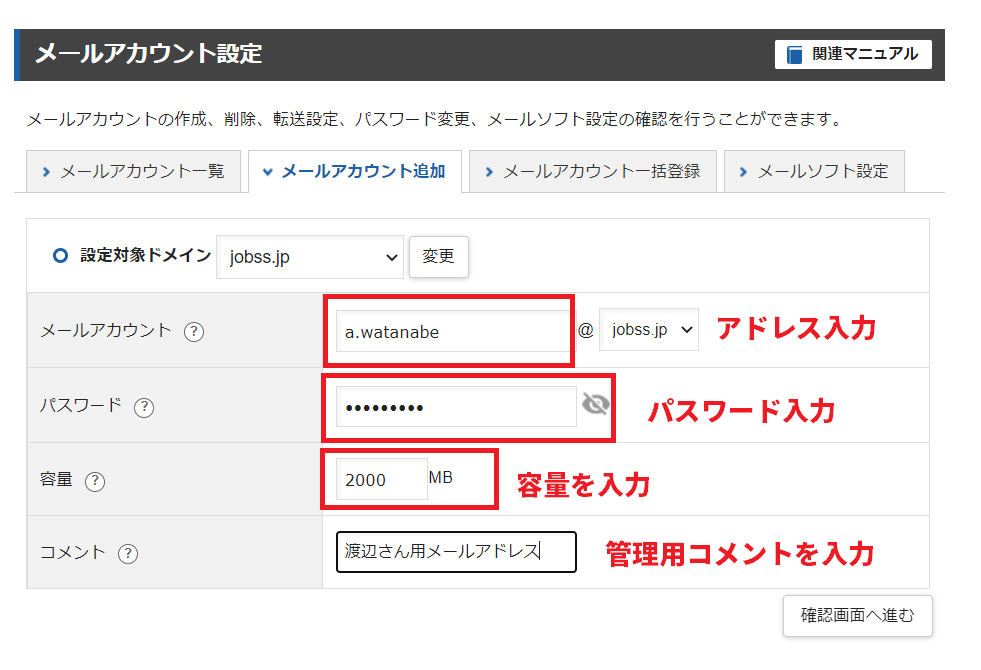 メールアカウント設定
関連マニュアル
メールアカウントの作成、削除、転送設定、パスワード変更、メールソフト設定の確認を行うことができます。
メールアカウント一覧
メールアカウント追加
メールアカウント一括登録
メールソフト設定
設定対象ドメイン jobss.jp 変更
メールアカウント ? a.watanabe @ jobss.jp アドレス入力
パスワード ? ••••••••• パスワード入力
容量 ? 2000 MB 容量を入力
コメント ? 渡辺さん用メールアドレス 管理用コメントを入力
確認画面へ進む